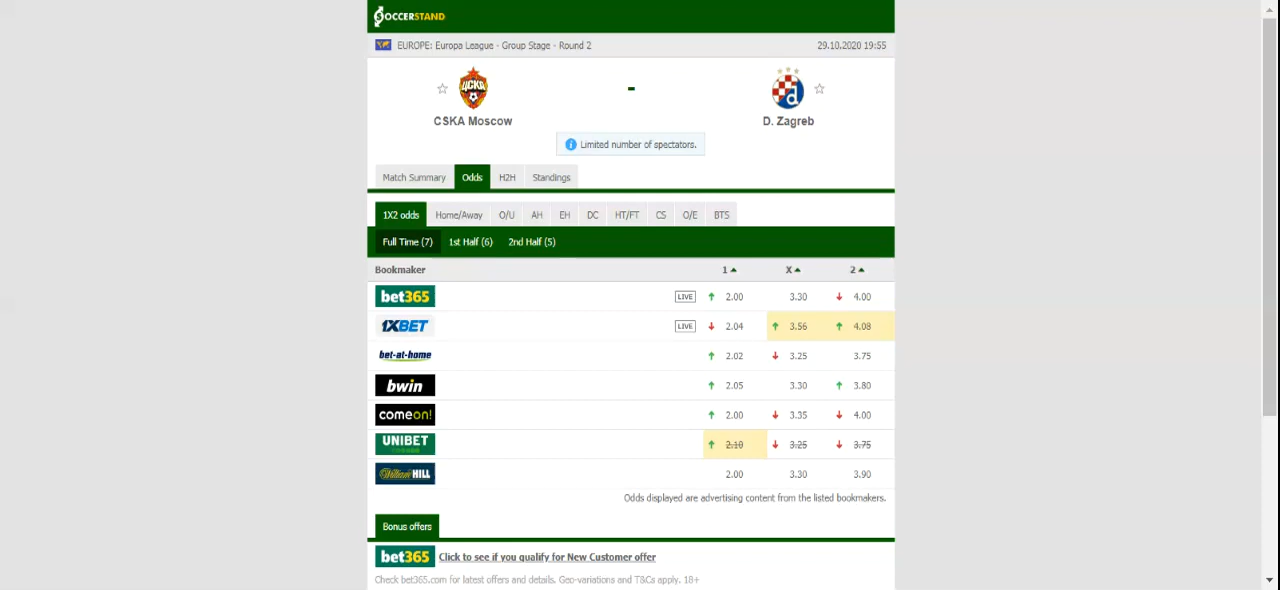 SOCCERSTAND
EUROPE: Europa League - Group Stage - Round 2 29.10.2020 19:55
ЦСКА
CSKA Moscow - D. Zagreb
Limited number of spectators.
Match Summary Odds H2H Standings
1X2 odds Home/Away O/U AH EH DC HT/FT CS O/E BTS
Full Time (7) 1st Half (6) 2nd Half (5)
Bookmaker 1 X 2
bet365 LIVE 2.00 3.30 4.00
1XBET LIVE 2.04 3.56 4.08
bet-at-home 2.02 3.25 3.75
bwin 2.05 3.30 3.80
comeon! 2.00 3.35 4.00
UNIBET 2.10 3.25 3.75
William HILL 2.00 3.30 3.90
Odds displayed are advertising content from the listed bookmakers.
Bonus offers
bet365 Click to see if you qualify for New Customer offer
Check bet365.com for latest offers and details. Geo-variations and T&Cs apply. 18+